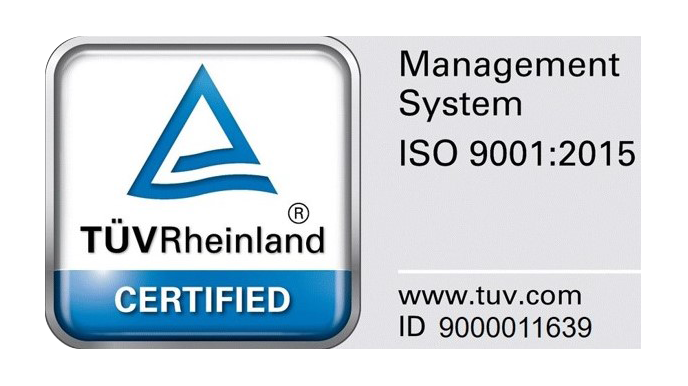 TÜVRheinland®
CERTIFIED
Management
System
ISO 9001:2015
www.tuv.com
ID 9000011639